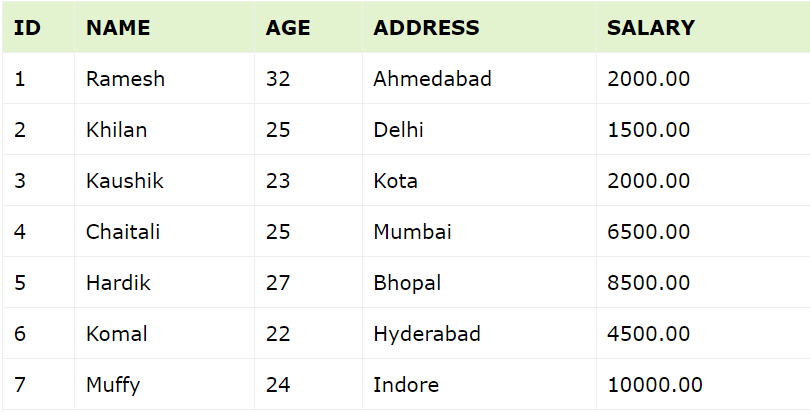 ID NAME AGE ADDRESS SALARY
1 Ramesh 32 Ahmedabad 2000.00
2 Khilan 25 Delhi 1500.00
3 Kaushik 23 Kota 2000.00
4 Chaitali 25 Mumbai 6500.00
5 Hardik 27 Bhopal 8500.00
6 Komal 22 Hyderabad 4500.00
7 Muffy 24 Indore 10000.00